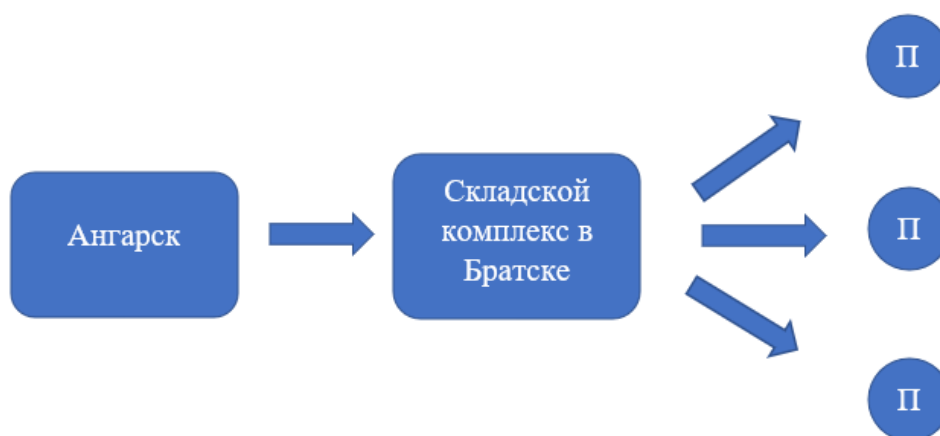 Ангарск
Складской
комплекс в
Братске
П
П
П